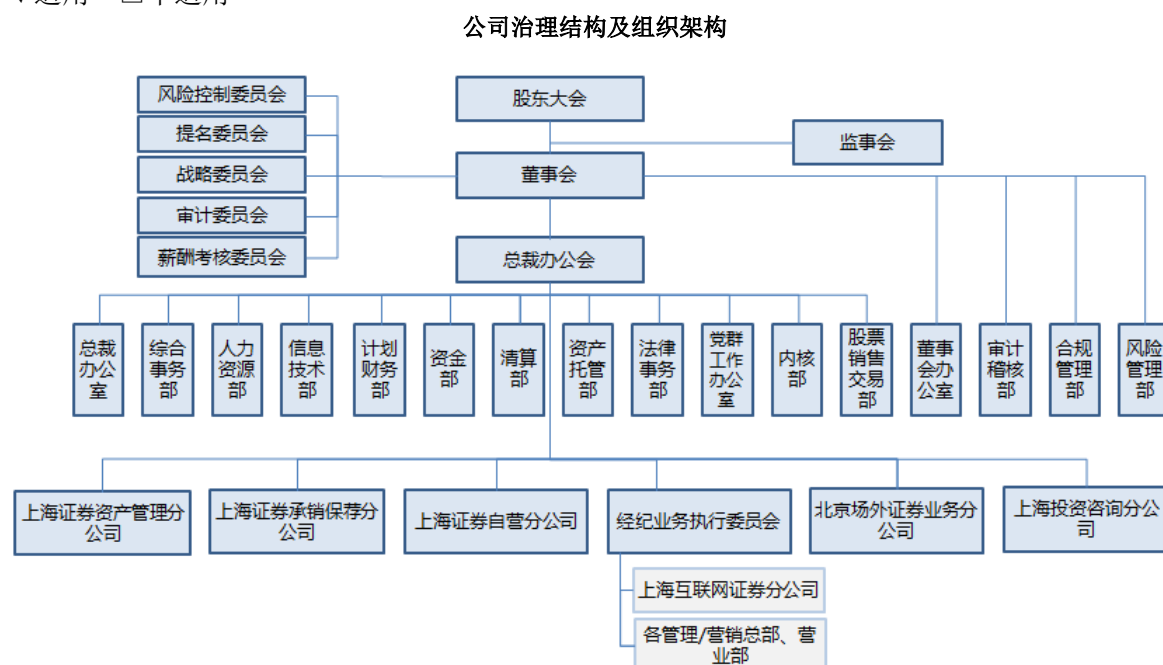 公司治理结构及组织架构
风险控制委员会
提名委员会
战略委员会
审计委员会
薪酬考核委员会
股东大会
监事会
董事会
总裁办公会
总裁
办公
室
综合
事务
部
人力
资源
部
信息
技术
部
计划
财务
部
资金
部
清算
部
资产
托管
部
法律
事务
部
党群
工作
办公
室
内核
部
股票
销售
交易
部
董事
会办
公室
审计
稽核
部
合规
管理
部
风险
管理
部
上海证券资产管理分
公司
上海证券承销保荐分
公司
上海证券自营分公司
经纪业务执行委员会
北京场外证券业务分
公司
上海投资咨询分公
司
上海互联网证券分公司
各管理/营销总部、营
业部